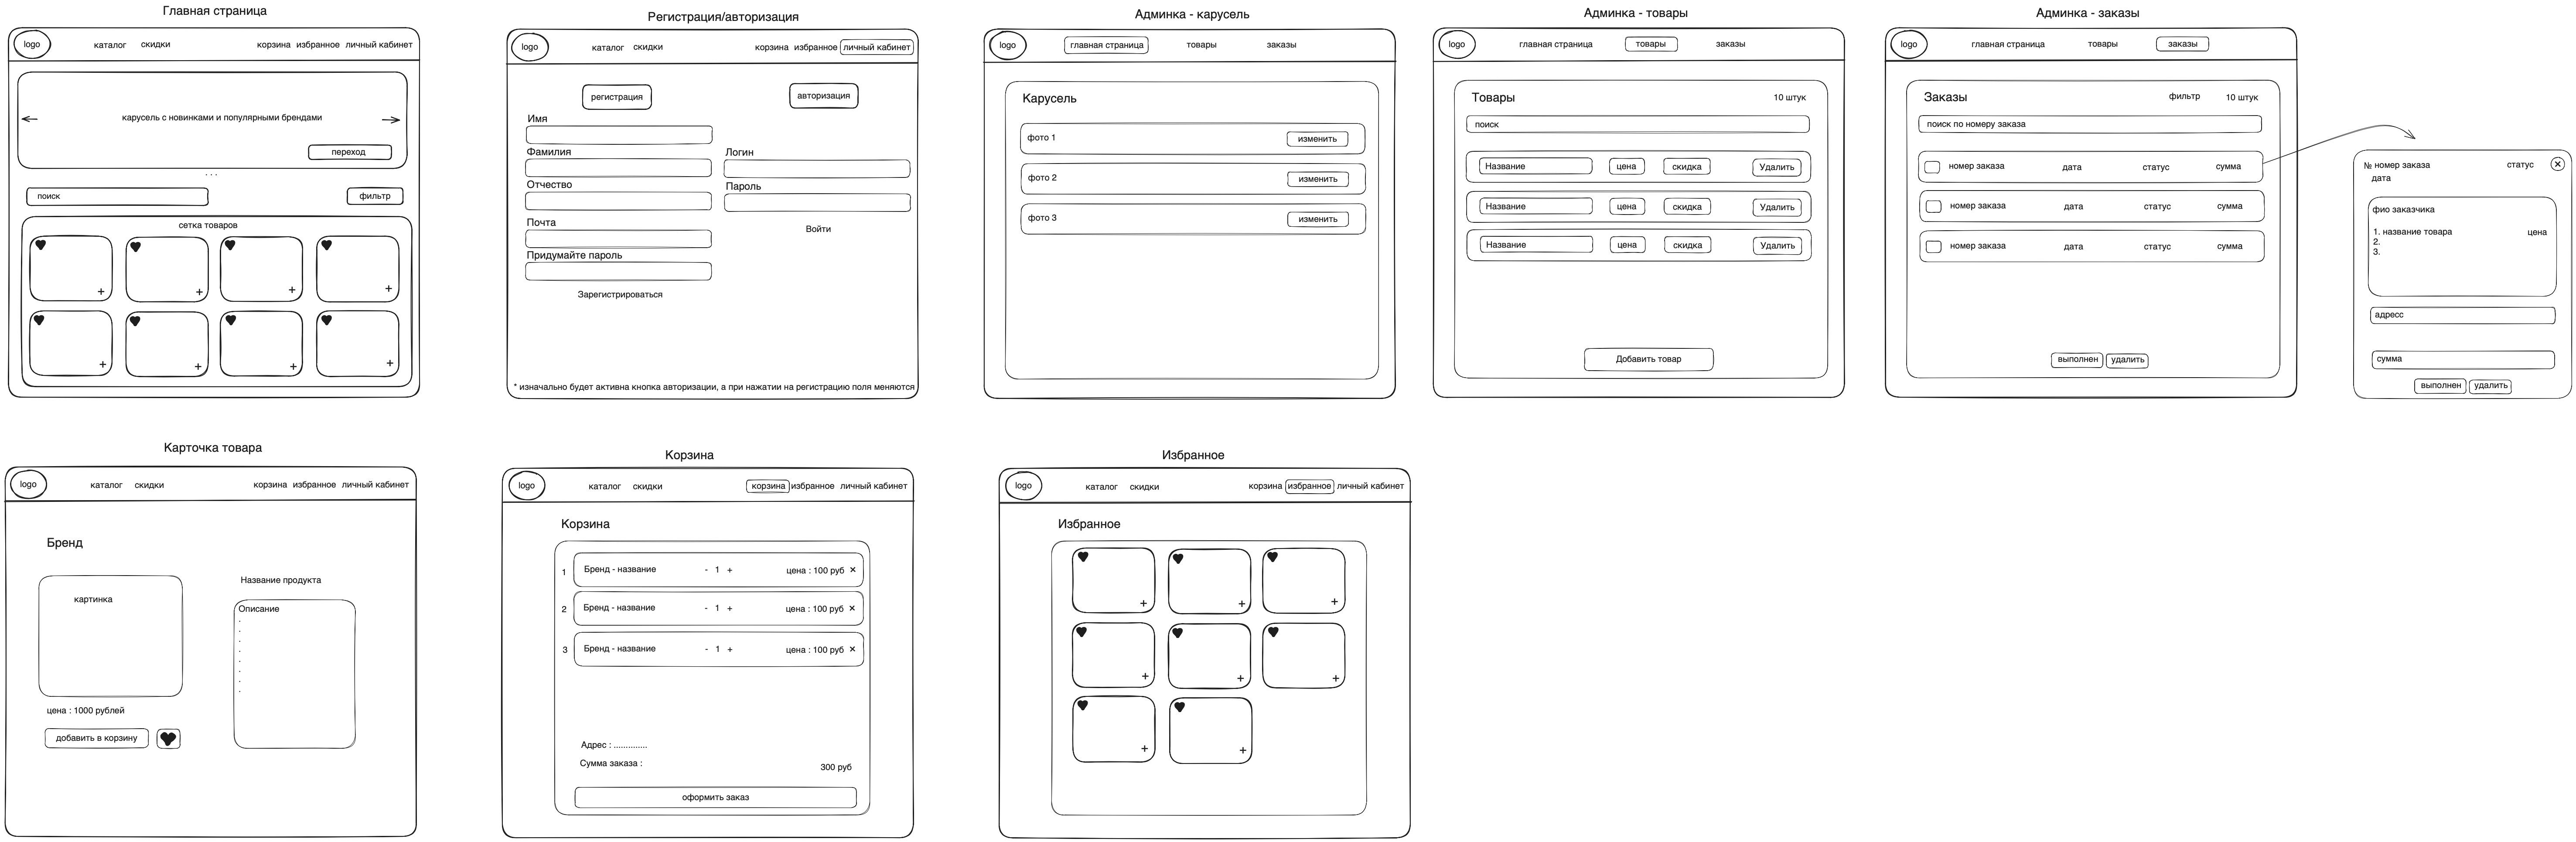 Главная страница
logo
каталог скидки
корзина избранное личный кабинет
карусель с новинками и популярными брендами
переход
. . .
поиск
фильтр
сетка товаров
+ + + +
+ + + +
Регистрация/авторизация
logo
каталог скидки
корзина избранное личный кабинет
регистрация
авторизация
Имя
Фамилия
Отчество
Почта
Придумайте пароль
Зарегистрироваться
Логин
Пароль
Войти
* изначально будет активна кнопка авторизации, а при нажатии на регистрацию поля меняются
Админка - карусель
logo
главная страница товары заказы
Карусель
фото 1 изменить
фото 2 изменить
фото 3 изменить
Админка - товары
logo
главная страница товары заказы
Товары 10 штук
поиск
Название цена скидка Удалить
Название цена скидка Удалить
Название цена скидка Удалить
Добавить товар
Админка - заказы
logo
главная страница товары заказы
Заказы фильтр 10 штук
поиск по номеру заказа
номер заказа дата статус сумма
номер заказа дата статус сумма
номер заказа дата статус сумма
выполнен удалить
№ номер заказа статус
дата
фио заказчика
1. название товара цена
2.
3.
адресс
сумма
выполнен удалить
Карточка товара
logo
каталог скидки
корзина избранное личный кабинет
Бренд
картинка
цена : 1000 рублей
добавить в корзину
Название продукта
Описание
.
.
.
.
.
.
.
.
Корзина
logo
каталог скидки
корзина избранное личный кабинет
Корзина
1 Бренд - название - 1 + цена : 100 руб ×
2 Бренд - название - 1 + цена : 100 руб ×
3 Бренд - название - 1 + цена : 100 руб ×
Адрес : ..............
Сумма заказа :
300 руб
оформить заказ
Избранное
logo
каталог скидки
корзина избранное личный кабинет
Избранное
+ + +
+ + +
+ +